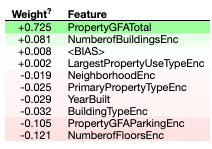 Weight? Feature
+0.725 PropertyGFATotal
+0.081 NumberofBuildingsEnc
+0.008 <BIAS>
+0.002 LargestPropertyUseTypeEnc
-0.019 NeighborhoodEnc
-0.025 PrimaryPropertyTypeEnc
-0.029 YearBuilt
-0.032 BuildingTypeEnc
-0.105 PropertyGFAParkingEnc
-0.121 NumberofFloorsEnc